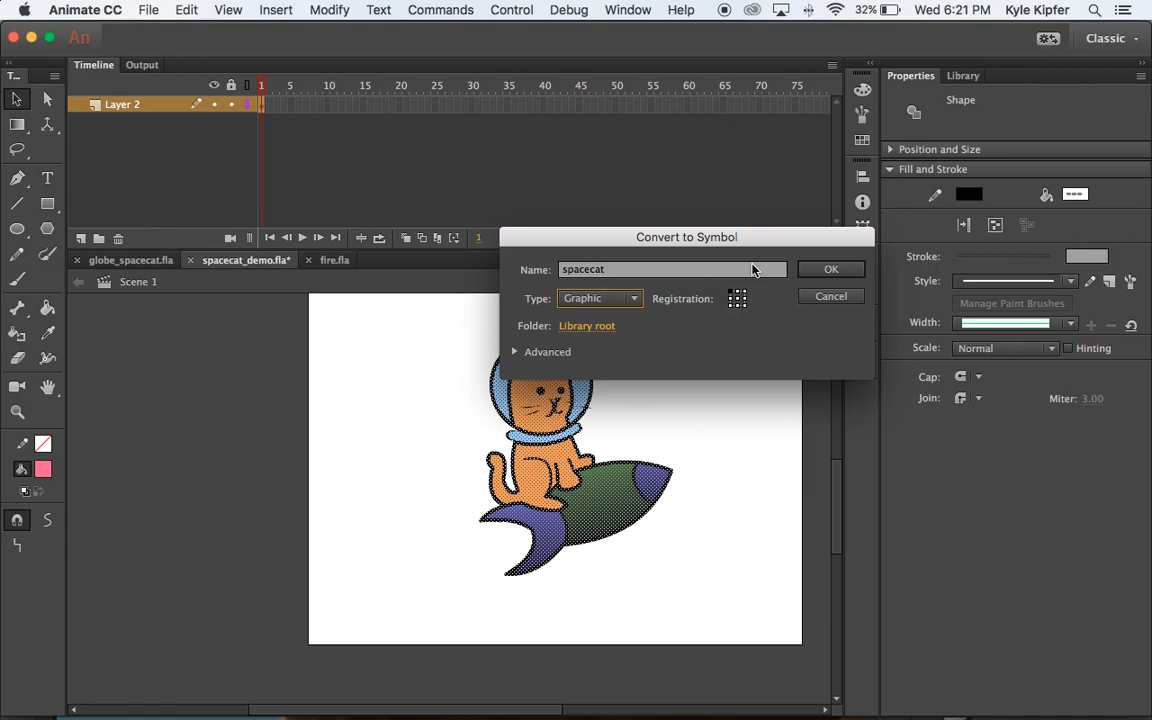 Animate CC File Edit View Insert Modify Text Commands Control Debug Window Help 32% Wed 6:21 PM Kyle Kipfer
An Classic
T... Timeline Output Properties Library
1 5 10 15 20 25 30 35 40 45 50 55 60 65 70 75
Shape
Layer 2
Position and Size
Fill and Stroke
1
globe_spacecat.fla spacecat_demo.fla* fire.fla
Scene 1
Convert to Symbol
Name: spacecat OK
Type: Graphic Registration: Cancel
Folder: Library root
Advanced
Stroke:
Style:
Manage Paint Brushes
Width:
Scale: Normal Hinting
Cap:
Join: Miter: 3.00